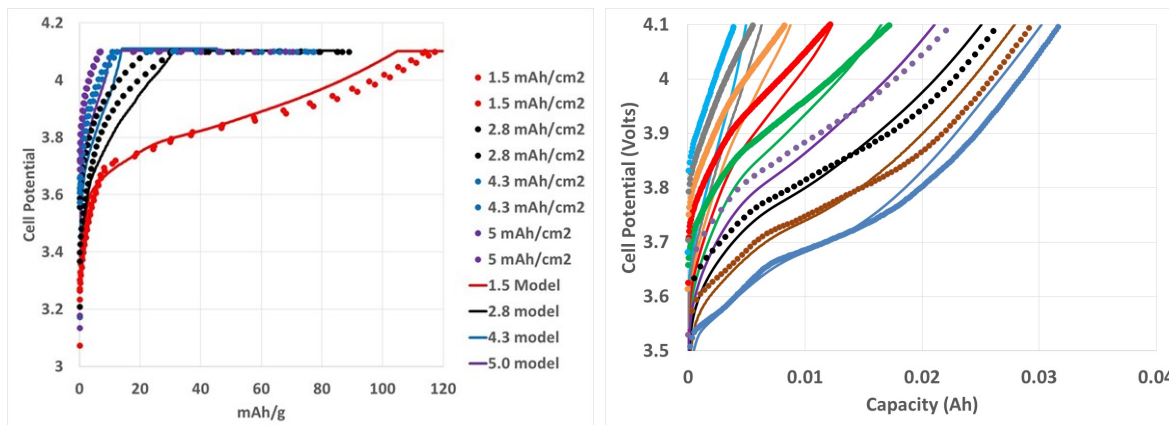 4.2
4
3.8
3.6
3.4
3.2
3
Cell Potential
0 20 40 60 80 100 120
mAh/g
1.5 mAh/cm2
1.5 mAh/cm2
2.8 mAh/cm2
2.8 mAh/cm2
4.3 mAh/cm2
4.3 mAh/cm2
5 mAh/cm2
5 mAh/cm2
1.5 Model
2.8 model
4.3 model
5.0 model
4.1
4
3.9
3.8
3.7
3.6
3.5
Cell Potential (Volts)
0 0.01 0.02 0.03 0.04
Capacity (Ah)